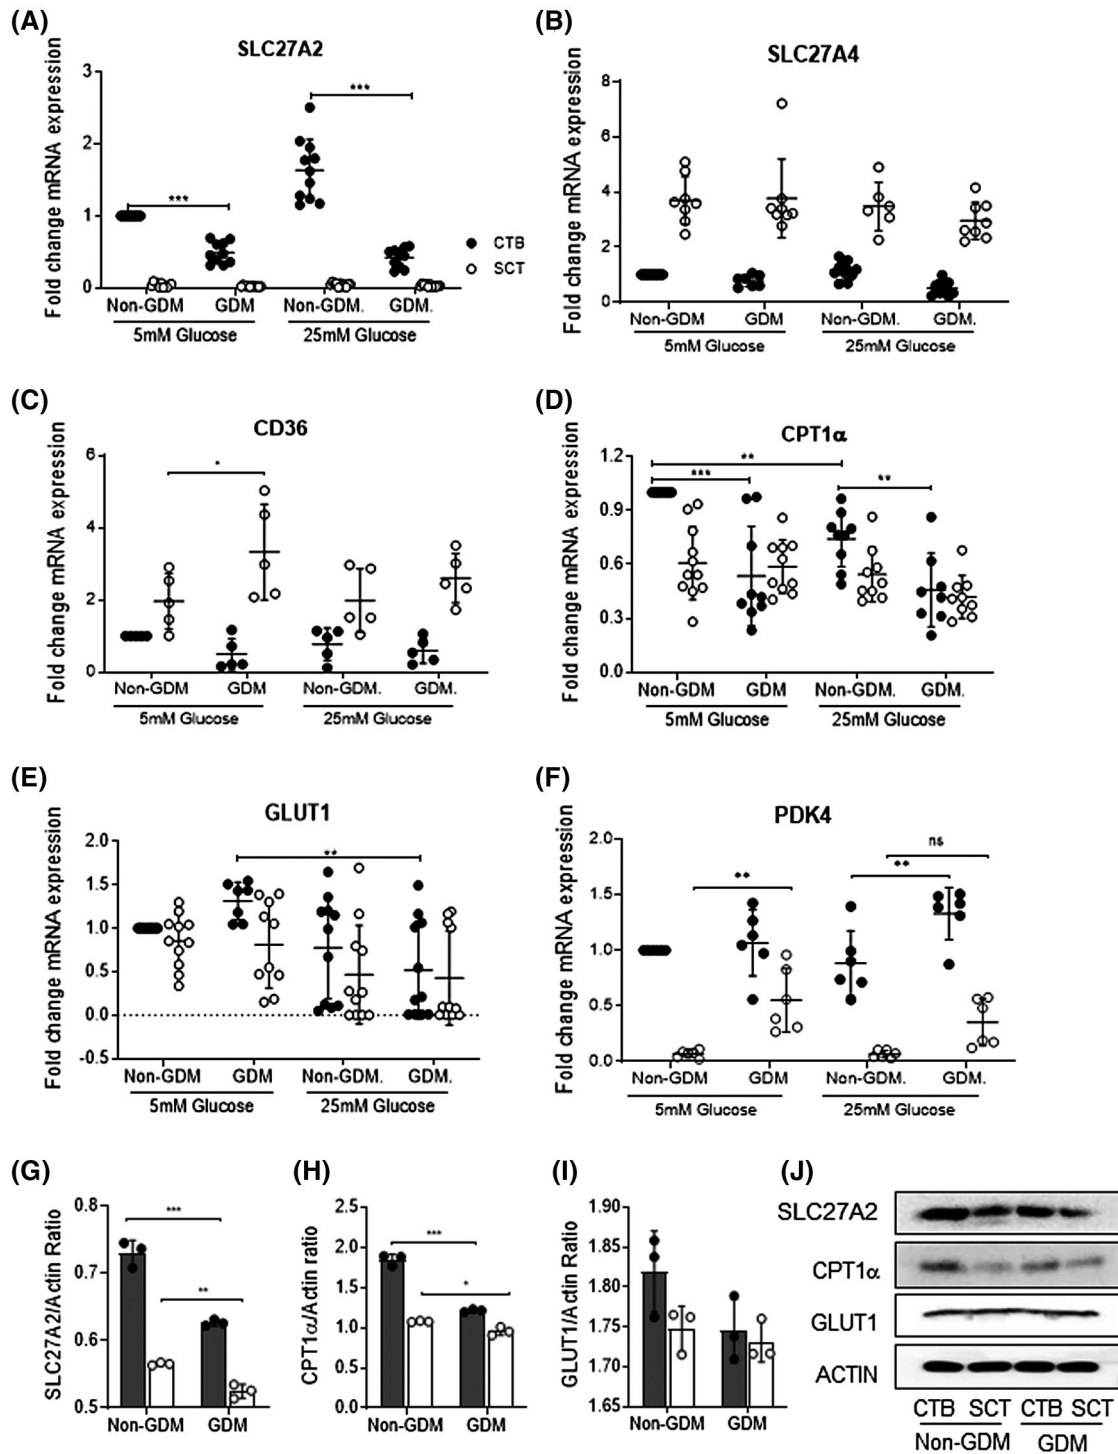 (A)
SLC27A2
Fold change mRNA expression
3
2
1
0
***
***
CTB
SCT
Non-GDM
GDM
Non-GDM.
GDM.
5mM Glucose
25mM Glucose
(B)
SLC27A4
Fold change mRNA expression
8
6
4
2
0
Non-GDM
GDM
Non-GDM.
GDM.
5mM Glucose
25mM Glucose
(C)
CD36
Fold change mRNA expression
6
4
2
0
*
Non-GDM
GDM
Non-GDM.
GDM.
5mM Glucose
25mM Glucose
(D)
CPT1α
Fold change mRNA expression
1.2
0.9
0.6
0.3
0.0
**
***
**
Non-GDM
GDM
Non-GDM.
GDM.
5mM Glucose
25mM Glucose
(E)
GLUT1
Fold change mRNA expression
2.0
1.5
1.0
0.5
0.0
-0.5
**
Non-GDM
GDM
Non-GDM.
GDM.
5mM Glucose
25mM Glucose
(F)
PDK4
Fold change mRNA expression
2.0
1.5
1.0
0.5
0.0
ns
**
**
Non-GDM
GDM
Non-GDM.
GDM.
5mM Glucose
25mM Glucose
(G)
SLC27A2/Actin Ratio
0.8
0.7
0.6
0.5
***
**
Non-GDM
GDM
(H)
CPT1α/Actin ratio
2.5
2.0
1.5
1.0
0.5
0.0
***
*
Non-GDM
GDM
(I)
GLUT1/Actin Ratio
1.90
1.85
1.80
1.75
1.70
1.65
Non-GDM
GDM
(J)
SLC27A2
CPT1α
GLUT1
ACTIN
CTB SCT CTB SCT
Non-GDM GDM